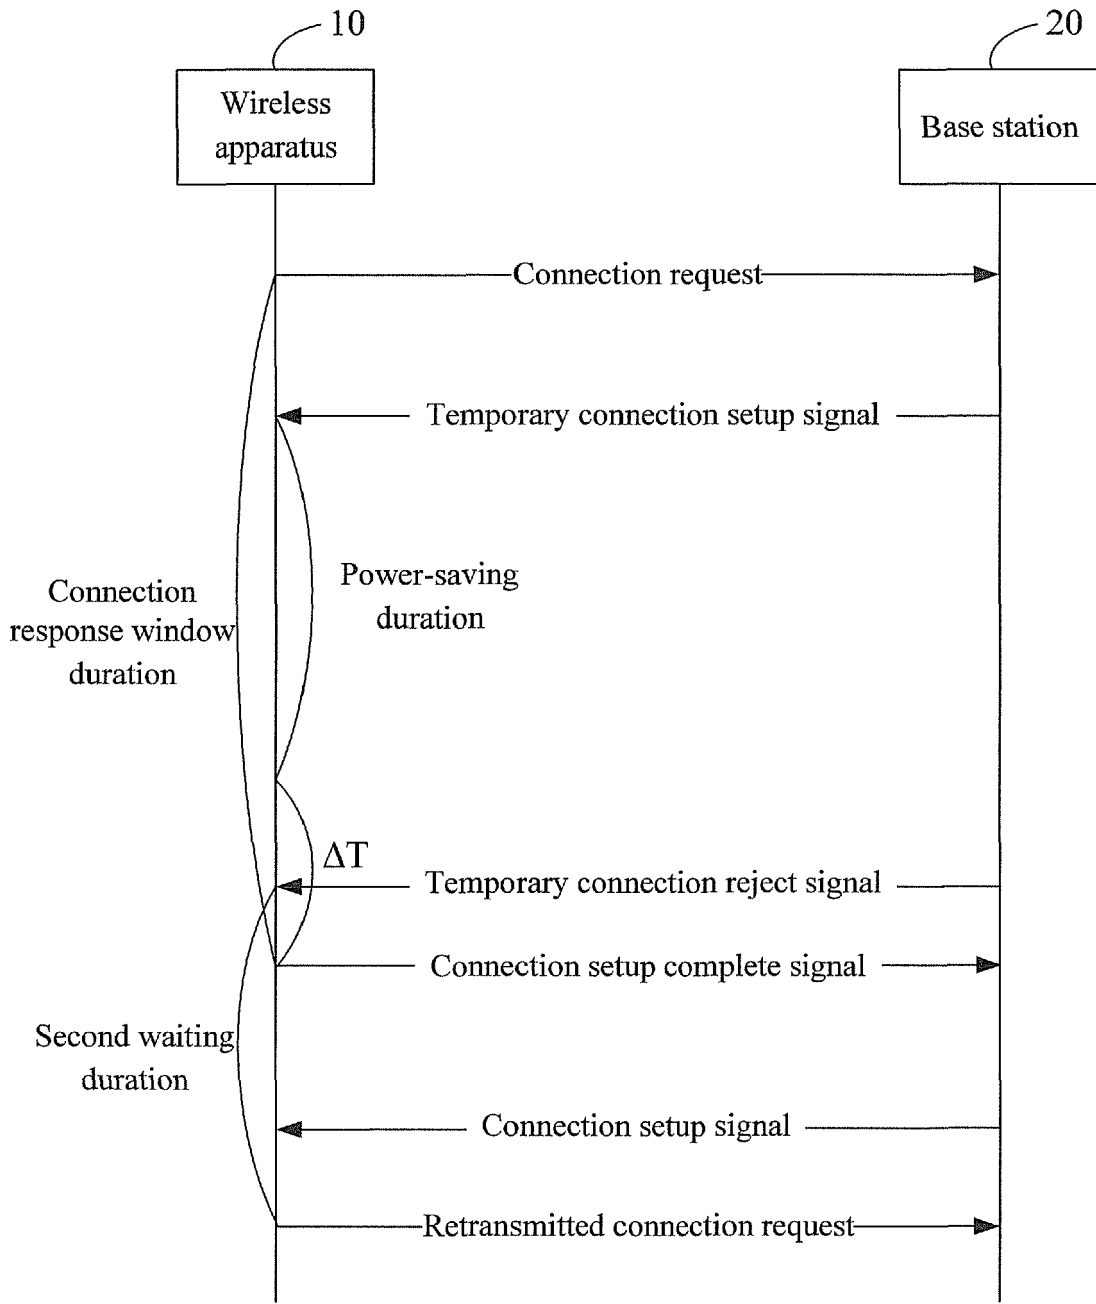 10
20
Wireless
apparatus
Base station
Connection request
Temporary connection setup signal
Power-saving
duration
Connection
response window
duration
ΔT
Temporary connection reject signal
Connection setup complete signal
Second waiting
duration
Connection setup signal
Retransmitted connection request